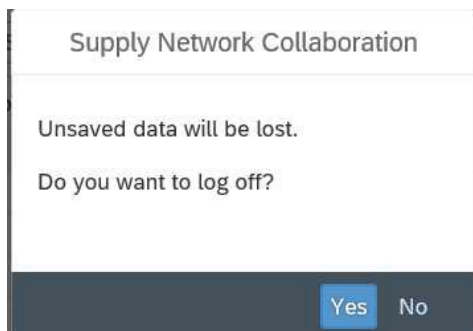 Supply Network Collaboration
Unsaved data will be lost.
Do you want to log off?
Yes No